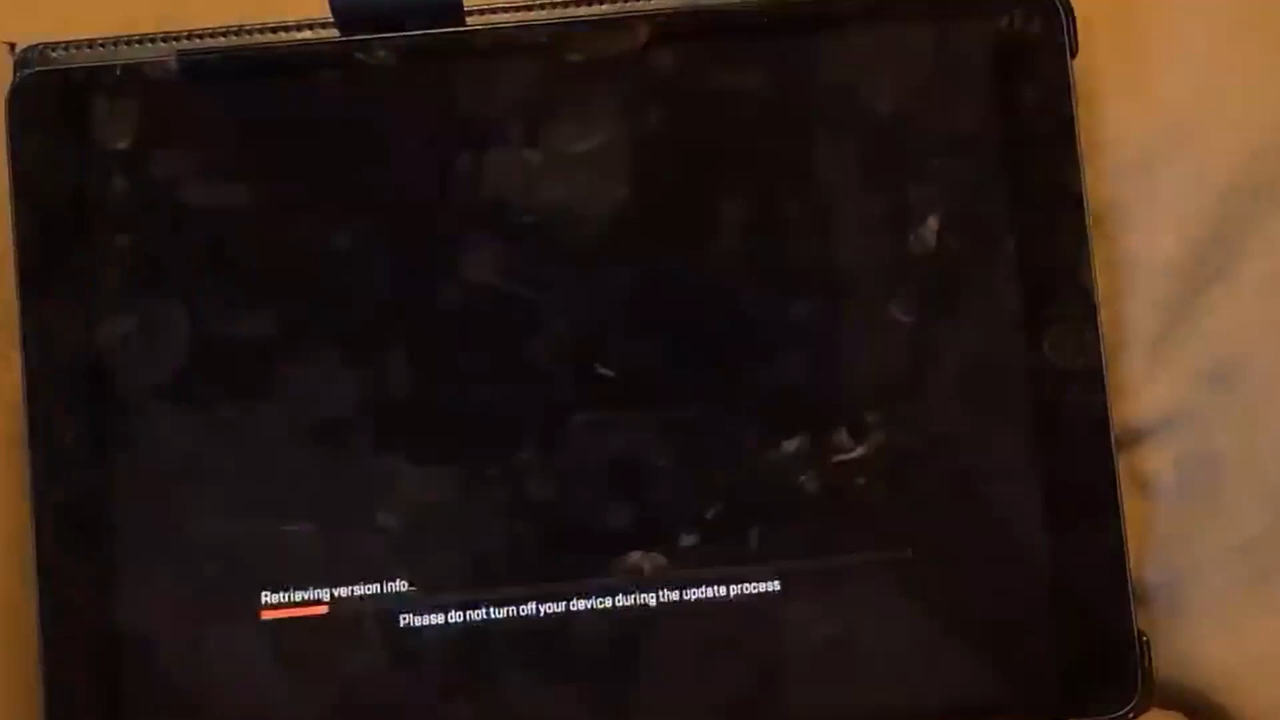 Retrieving version info...
Please do not turn off your device during the update process